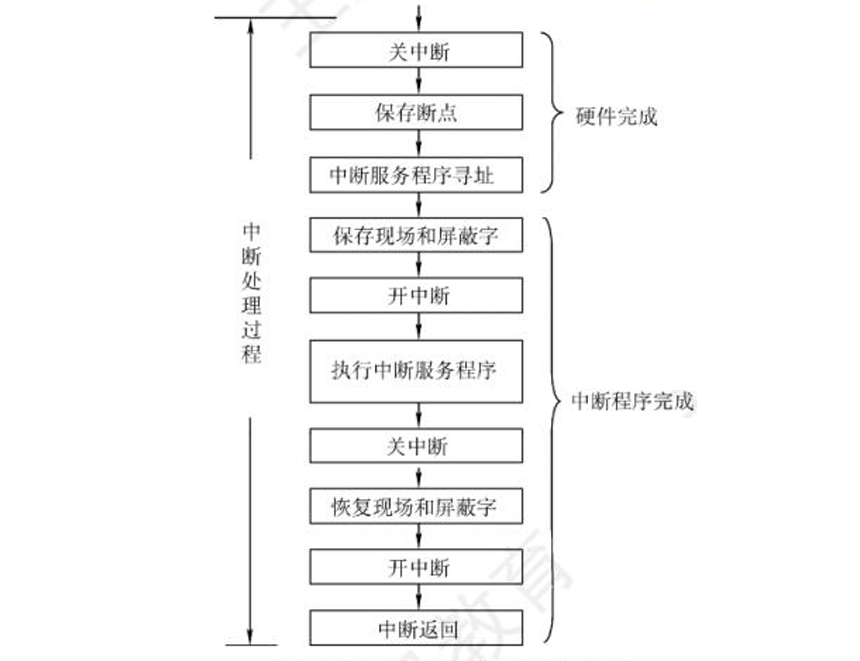 关中断
保存断点
硬件完成
中断服务程序寻址
保存现场和屏蔽字
中断处理过程
开中断
执行中断服务程序
中断程序完成
关中断
恢复现场和屏蔽字
开中断
中断返回
教育